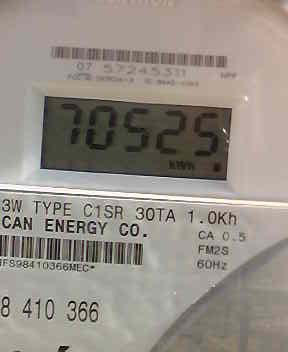 07 57245311
70525
KWH
3W TYPE C1SR 30TA 1.0Kh
CAN ENERGY CO.
CA 0.5
FM2S
60Hz
IFS98410366MEC*
8 410 366